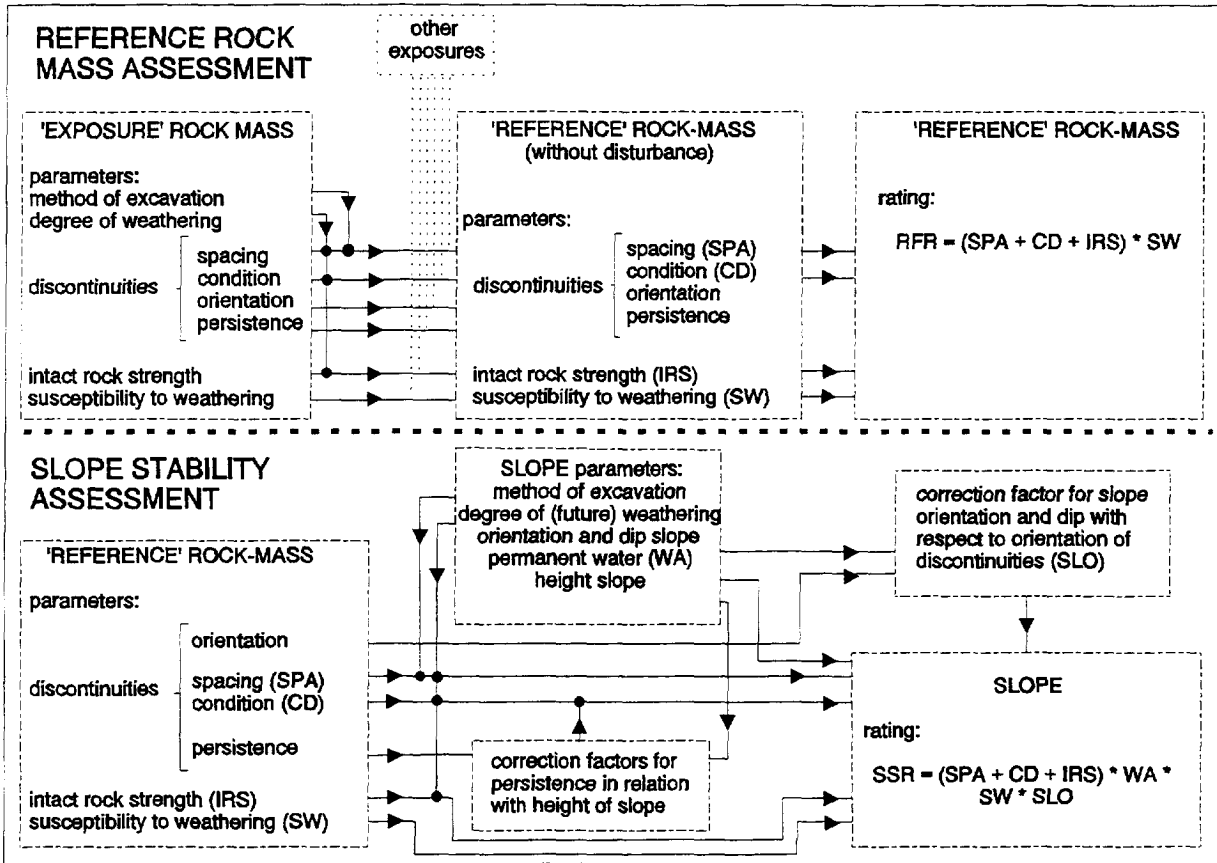 REFERENCE ROCK
MASS ASSESSMENT
other
exposures
'EXPOSURE' ROCK MASS
parameters:
method of excavation
degree of weathering
discontinuities
spacing
condition
orientation
persistence
intact rock strength
susceptibility to weathering
'REFERENCE' ROCK-MASS
(without disturbance)
parameters:
discontinuities
spacing (SPA)
condition (CD)
orientation
persistence
intact rock strength (IRS)
susceptibility to weathering (SW)
'REFERENCE' ROCK-MASS
rating:
RFR = (SPA + CD + IRS) * SW
SLOPE STABILITY
ASSESSMENT
'REFERENCE' ROCK-MASS
parameters:
discontinuities
orientation
spacing (SPA)
condition (CD)
persistence
intact rock strength (IRS)
susceptibility to weathering (SW)
SLOPE parameters:
method of excavation
degree of (future) weathering
orientation and dip slope
permanent water (WA)
height slope
correction factors for
persistence in relation
with height of slope
correction factor for slope
orientation and dip with
respect to orientation of
discontinuities (SLO)
SLOPE
rating:
SSR = (SPA + CD + IRS) * WA *
SW * SLO